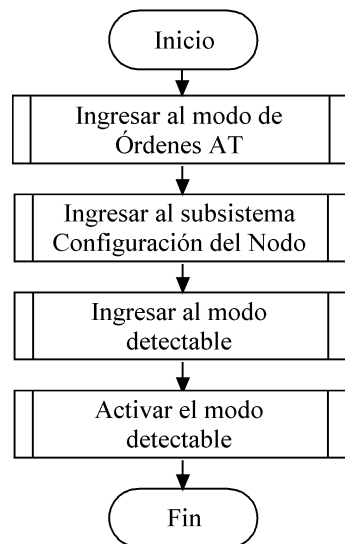 Inicio
Ingresar al modo de
Órdenes AT
Ingresar al subsistema
Configuración del Nodo
Ingresar al modo
detectable
Activar el modo
detectable
Fin